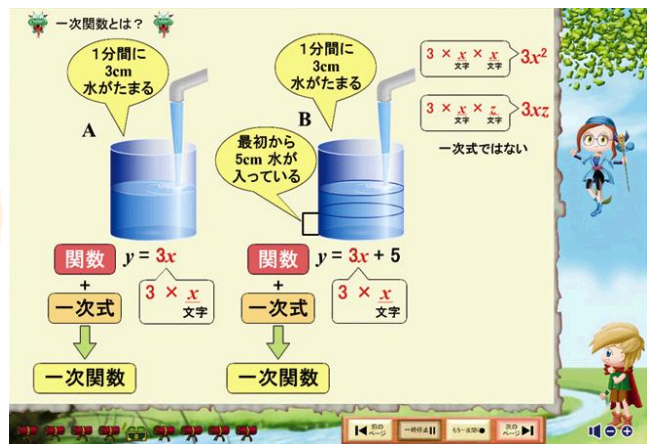 一次関数とは？
1分間に
3cm
水がたまる
A
1分間に
3cm
水がたまる
B
最初から
5cm 水が
入っている
3 × x × x
文字 文字
3x²
3 × x × z
文字 文字
3xz
一次式ではない
関数 y = 3x
+
一次式
3 × x
文字
一次関数
関数 y = 3x + 5
+
一次式
3 × x
文字
一次関数
前の
ページ
一時停止
もう一度聞く
次の
ページ